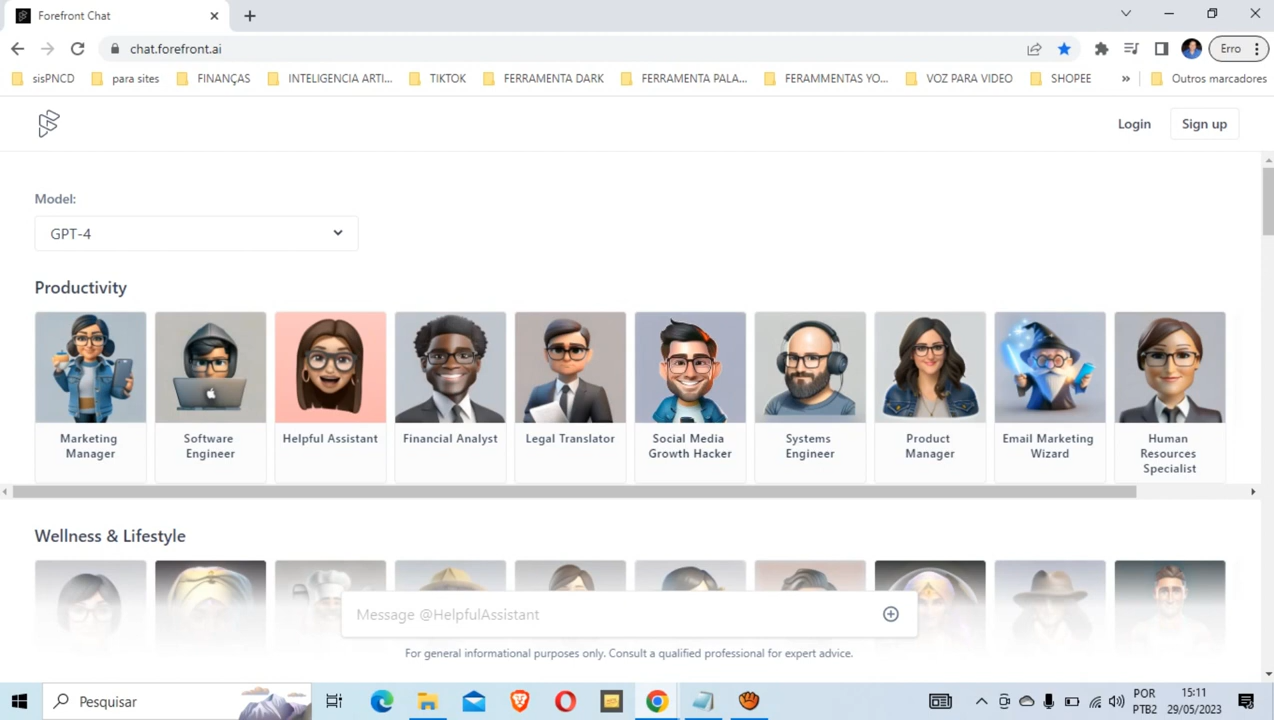 Forefront Chat
chat.forefront.ai
Erro
sisPNCD
para sites
FINANÇAS
INTELIGENCIA ARTI...
TIKTOK
FERRAMENTA DARK
FERRAMENTA PALA...
FERAMMENTAS YO...
VOZ PARA VIDEO
SHOPEE
»
Outros marcadores
Login
Sign up
Model:
GPT-4
Productivity
Marketing
Manager
Software
Engineer
Helpful Assistant
Financial Analyst
Legal Translator
Social Media
Growth Hacker
Systems
Engineer
Product
Manager
Email Marketing
Wizard
Human
Resources
Specialist
Wellness & Lifestyle
Message @HelpfulAssistant
For general informational purposes only. Consult a qualified professional for expert advice.
Pesquisar
POR
PTB2
15:11
29/05/2023